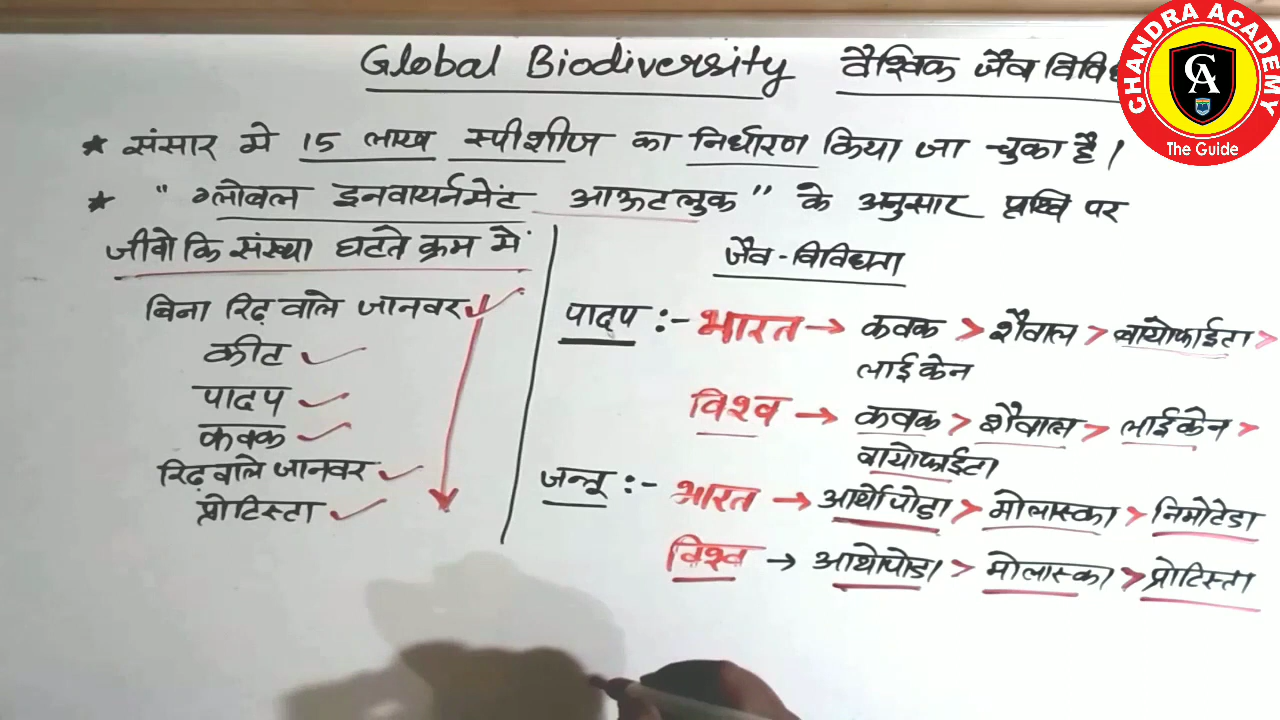 Global Biodiversity वैश्विक जैव विवि
★ संसार मे 15 लाख स्पीशीज का निर्धारण किया जा चुका है।
★ "ग्लोबल इनवायर्नमेंट आऊटलुक" के अनुसार पृथ्वि पर
जीवो कि संख्या घटते क्रम में
बिना रिढ़ वाले जानवर
कीट
पादप
कवक
रिढ़ वाले जानवर
प्रोटिस्टा
जैव-विविधता
पादप :- भारत → कवक > शैवाल > बायोफाईटा >
लाईकेन
विश्व → कवक > शैवाल > लाईकेन >
बायोफाईटा
जन्तू :- भारत → आर्थोपोडा > मोलास्का > निमोटेडा
विश्व → आर्थोपोडा > मोलास्का > प्रोटिस्ता
CHANDRA ACADEMY
CA
The Guide